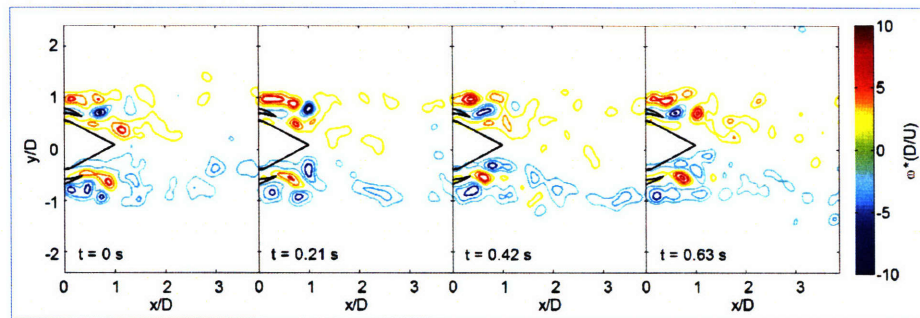 2
1
0
-1
-2
y/D
t = 0 s
t = 0.21 s
t = 0.42 s
t = 0.63 s
0 1 2 3
0 1 2 3
0 1 2 3
0 1 2 3
x/D
x/D
x/D
x/D
10
5
0
-5
-10
ω*(D/U)